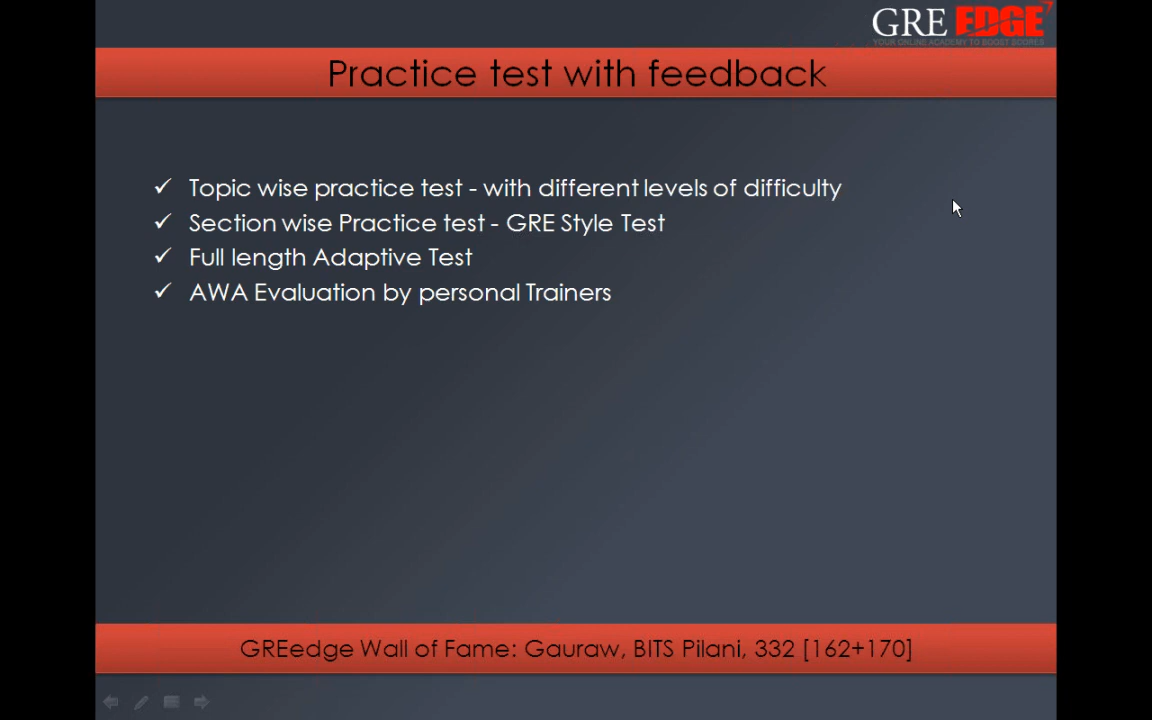 GRE EDGE
YOUR ONLINE ACADEMY TO BOOST SCORES
Practice test with feedback
✓ Topic wise practice test - with different levels of difficulty
✓ Section wise Practice test - GRE Style Test
✓ Full length Adaptive Test
✓ AWA Evaluation by personal Trainers
GREedge Wall of Fame: Gauraw, BITS Pilani, 332 [162+170]